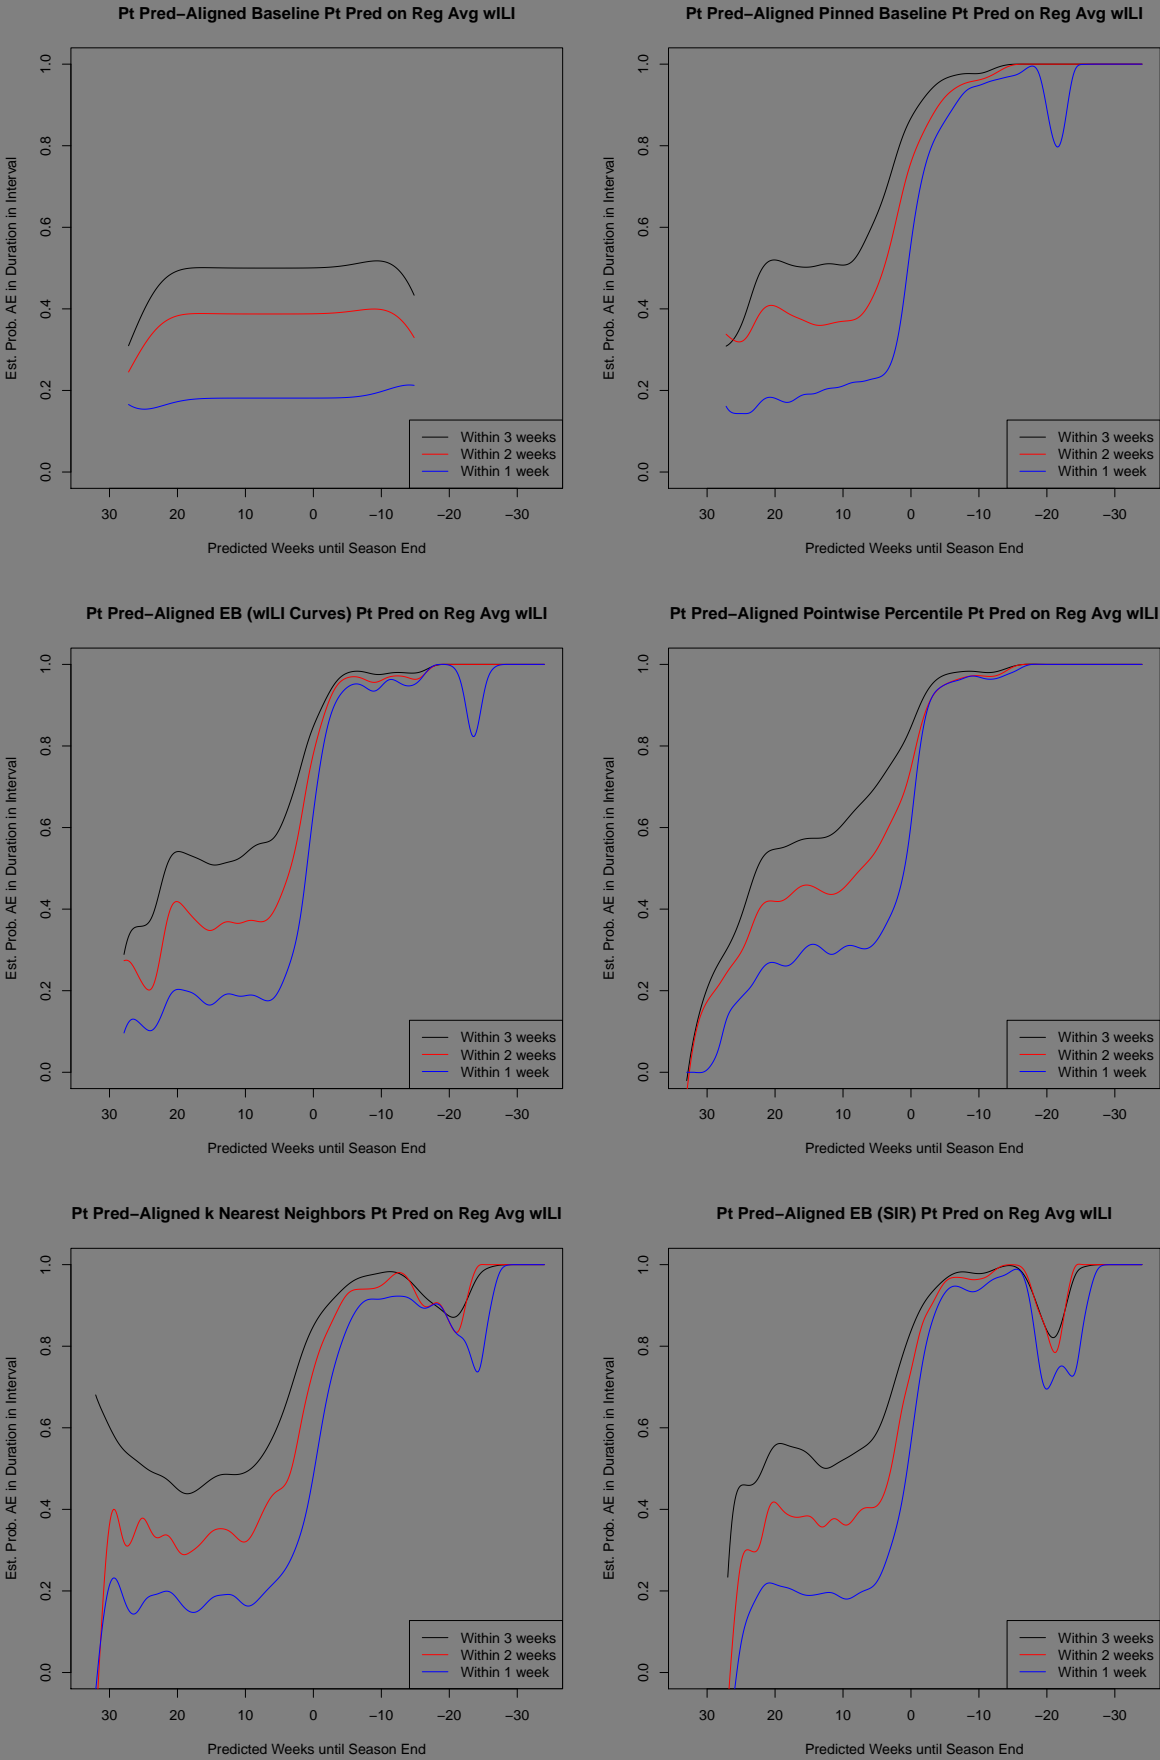 Pt Pred−Aligned Baseline Pt Pred on Reg Avg wILI
Est. Prob. AE in Duration in Interval
1.0
0.8
0.6
0.4
0.2
0.0
Within 3 weeks
Within 2 weeks
Within 1 week
30 20 10 0 −10 −20 −30
Predicted Weeks until Season End
Pt Pred−Aligned Pinned Baseline Pt Pred on Reg Avg wILI
Est. Prob. AE in Duration in Interval
1.0
0.8
0.6
0.4
0.2
0.0
Within 3 weeks
Within 2 weeks
Within 1 week
30 20 10 0 −10 −20 −30
Predicted Weeks until Season End
Pt Pred−Aligned EB (wILI Curves) Pt Pred on Reg Avg wILI
Est. Prob. AE in Duration in Interval
1.0
0.8
0.6
0.4
0.2
0.0
Within 3 weeks
Within 2 weeks
Within 1 week
30 20 10 0 −10 −20 −30
Predicted Weeks until Season End
Pt Pred−Aligned Pointwise Percentile Pt Pred on Reg Avg wILI
Est. Prob. AE in Duration in Interval
1.0
0.8
0.6
0.4
0.2
0.0
Within 3 weeks
Within 2 weeks
Within 1 week
30 20 10 0 −10 −20 −30
Predicted Weeks until Season End
Pt Pred−Aligned k Nearest Neighbors Pt Pred on Reg Avg wILI
Est. Prob. AE in Duration in Interval
1.0
0.8
0.6
0.4
0.2
0.0
Within 3 weeks
Within 2 weeks
Within 1 week
30 20 10 0 −10 −20 −30
Predicted Weeks until Season End
Pt Pred−Aligned EB (SIR) Pt Pred on Reg Avg wILI
Est. Prob. AE in Duration in Interval
1.0
0.8
0.6
0.4
0.2
0.0
Within 3 weeks
Within 2 weeks
Within 1 week
30 20 10 0 −10 −20 −30
Predicted Weeks until Season End